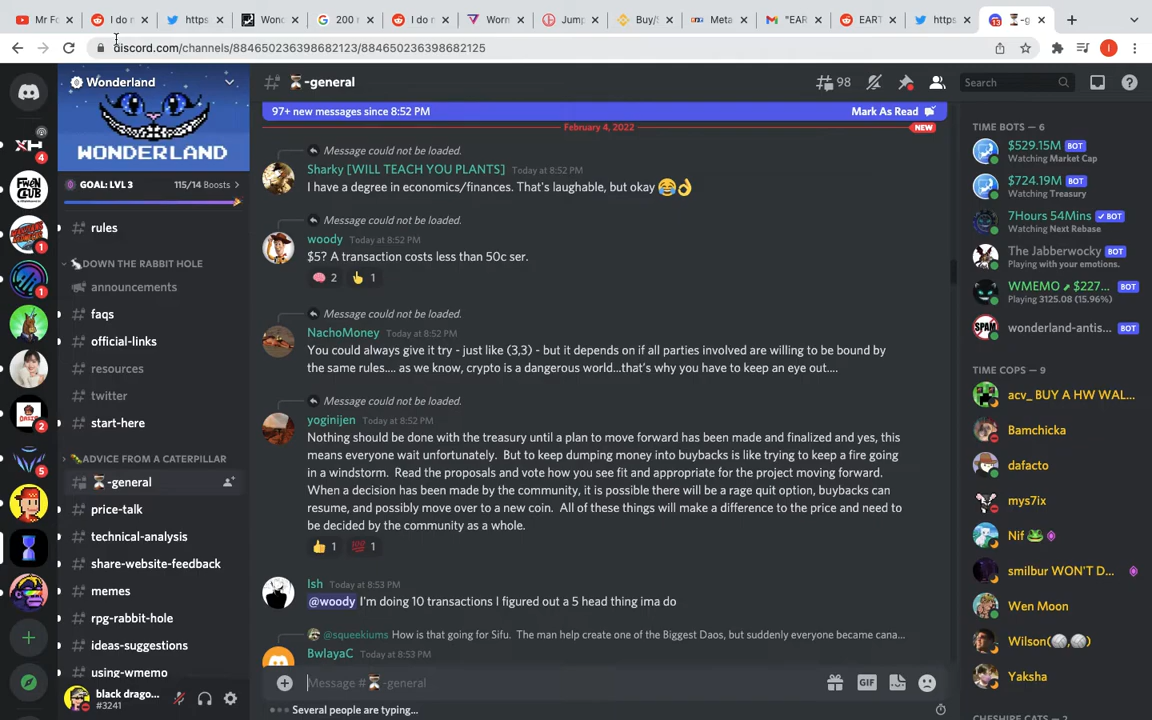 Mr Fo
I do n
https
Wond
200 r
I do n
Worn
Jump
Buy/S
Meta
"EAR
EART
https
-g
discord.com/channels/884650236398682123/884650236398682125
Wonderland
WONDERLAND
GOAL: LVL 3 115/14 Boosts
rules
DOWN THE RABBIT HOLE
announcements
faqs
official-links
resources
twitter
start-here
ADVICE FROM A CATERPILLAR
-general
price-talk
technical-analysis
share-website-feedback
memes
rpg-rabbit-hole
ideas-suggestions
using-wmemo
black drago...
#3241
-general
98
Search
97+ new messages since 8:52 PM Mark As Read
February 4, 2022 NEW
Message could not be loaded.
Sharky [WILL TEACH YOU PLANTS] Today at 8:52 PM
I have a degree in economics/finances. That's laughable, but okay 😂👌
Message could not be loaded.
woody Today at 8:52 PM
$5? A transaction costs less than 50c ser.
🧠 2 👆 1
Message could not be loaded.
NachoMoney Today at 8:52 PM
You could always give it try - just like (3,3) - but it depends on if all parties involved are willing to be bound by
the same rules.... as we know, crypto is a dangerous world...that's why you have to keep an eye out....
Message could not be loaded.
yoginijen Today at 8:52 PM
Nothing should be done with the treasury until a plan to move forward has been made and finalized and yes, this
means everyone wait unfortunately. But to keep dumping money into buybacks is like trying to keep a fire going
in a windstorm. Read the proposals and vote how you see fit and appropriate for the project moving forward.
When a decision has been made by the community, it is possible there will be a rage quit option, buybacks can
resume, and possibly move over to a new coin. All of these things will make a difference to the price and need to
be decided by the community as a whole.
👍 1 💯 1
Ish Today at 8:53 PM
@woody I'm doing 10 transactions I figured out a 5 head thing ima do
@squeekiums How is that going for Sifu. The man help create one of the Biggest Daos, but suddenly everyone became cana...
BwlayaC Today at 8:53 PM
Message #⏳-general
GIF
Several people are typing...
TIME BOTS — 6
$529.15M BOT
Watching Market Cap
$724.19M BOT
Watching Treasury
7Hours 54Mins ✓ BOT
Watching Next Rebase
The Jabberwocky BOT
Playing with your emotions.
WMEMO ⬈ $227... BOT
Playing 3125.08 (15.96%)
SPAM
wonderland-antis... BOT
TIME COPS — 9
acv_ BUY A HW WAL...
Bamchicka
dafacto
mys7ix
Nif 🐸
smilbur WON'T D...
Wen Moon
Wilson(
Yaksha